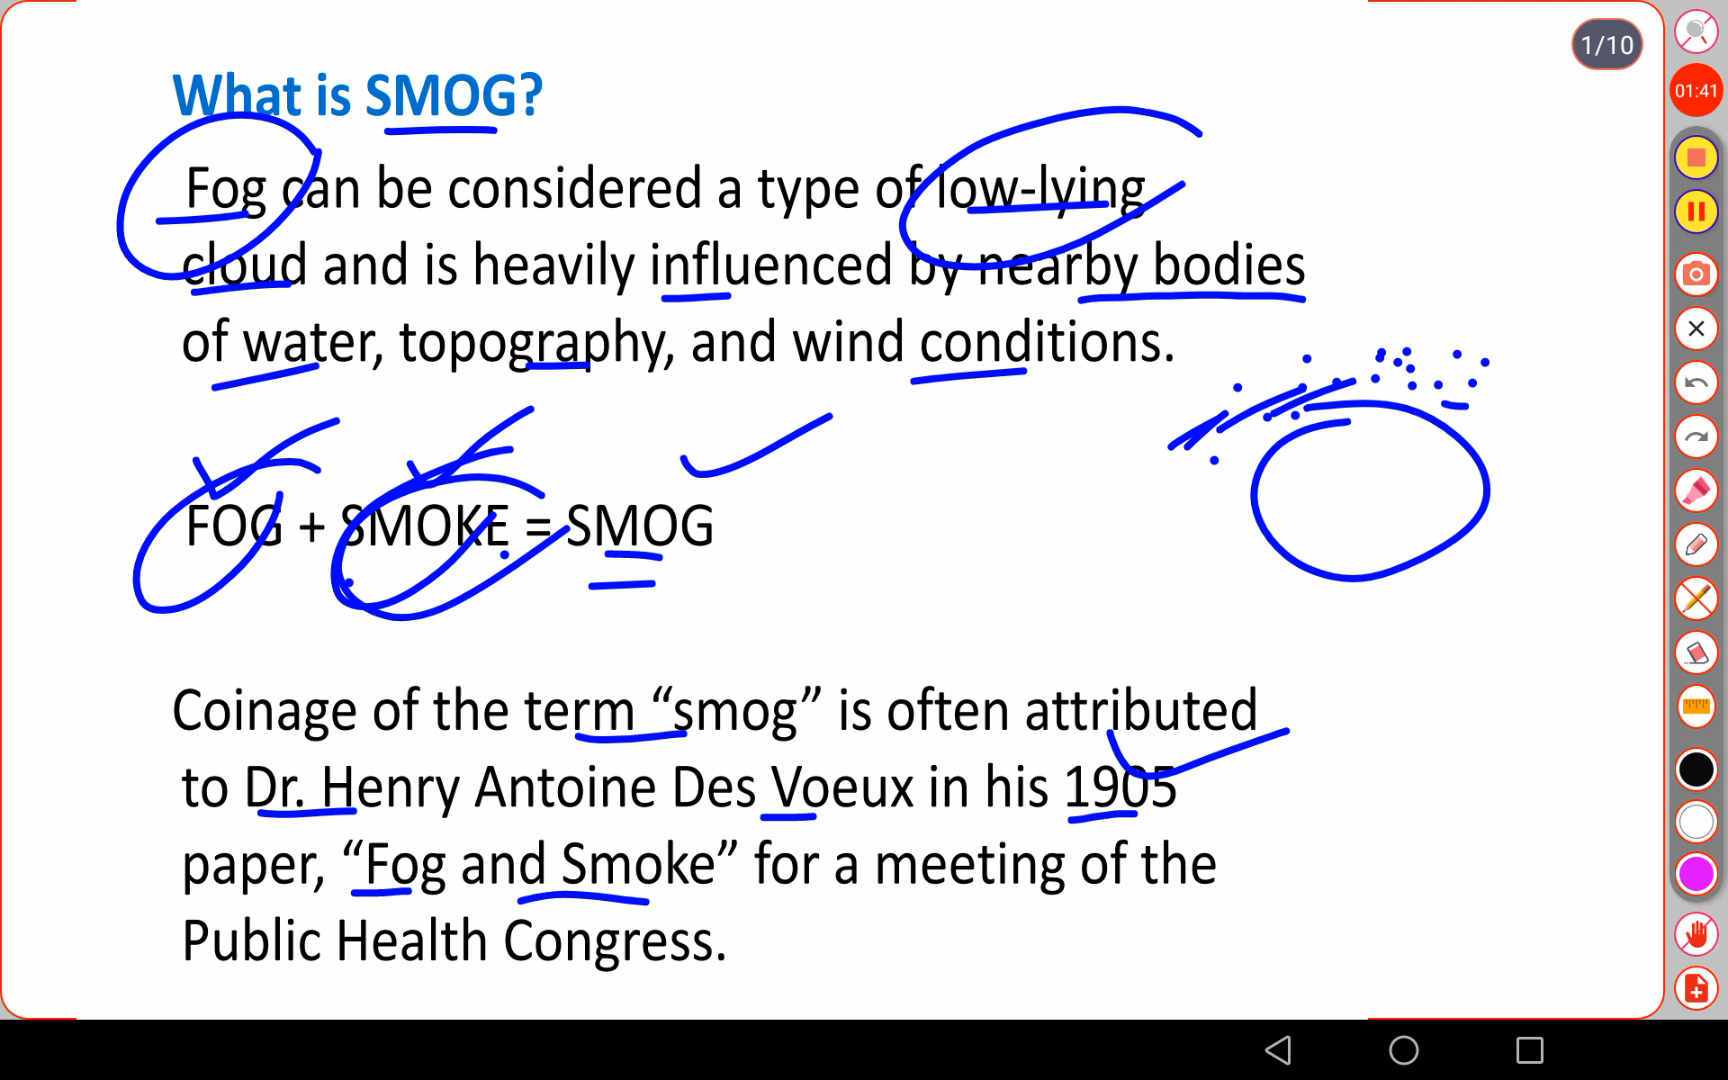 1/10
01:41
What is SMOG?
Fog can be considered a type of low-lying
cloud and is heavily influenced by nearby bodies
of water, topography, and wind conditions.
FOG + SMOKE = SMOG
Coinage of the term “smog” is often attributed
to Dr. Henry Antoine Des Voeux in his 1905
paper, “Fog and Smoke” for a meeting of the
Public Health Congress.